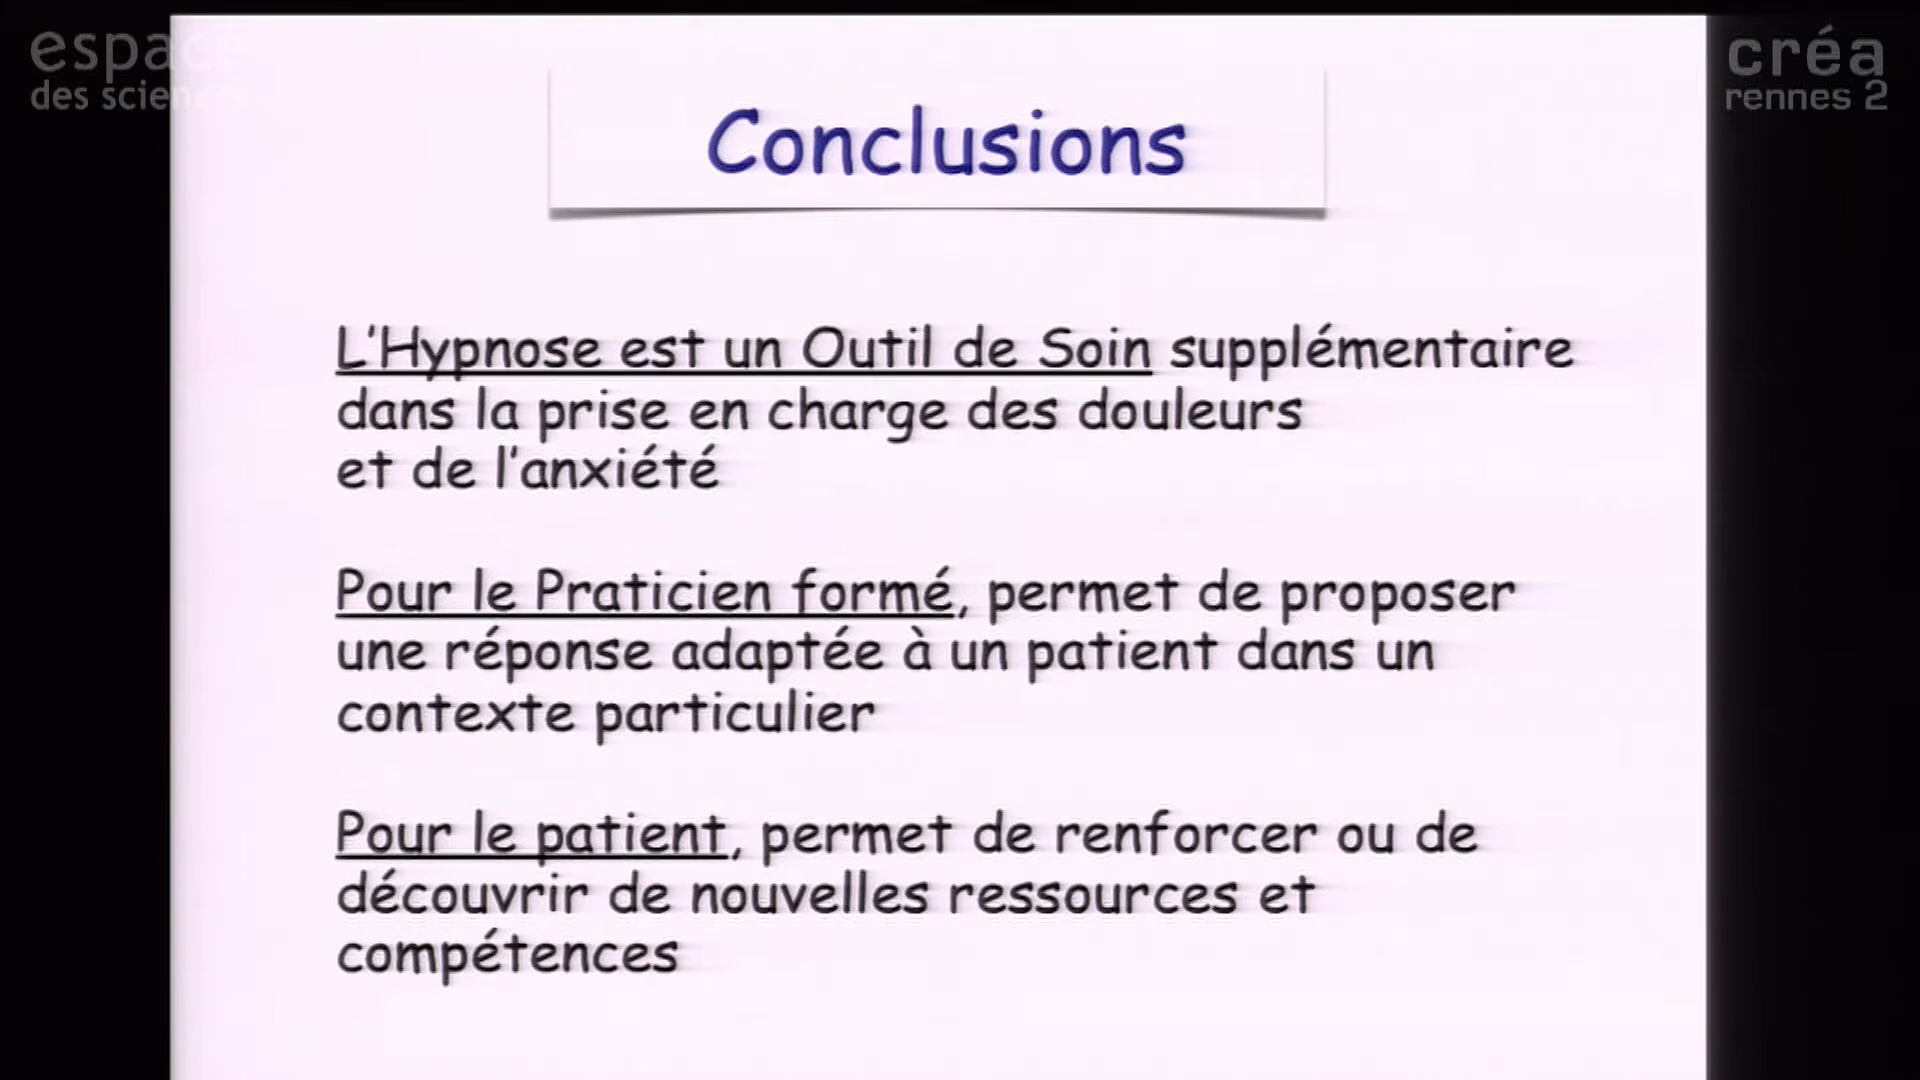 espace
des sciences
créa
rennes 2
Conclusions
L'Hypnose est un Outil de Soin supplémentaire
dans la prise en charge des douleurs
et de l'anxiété
Pour le Praticien formé, permet de proposer
une réponse adaptée à un patient dans un
contexte particulier
Pour le patient, permet de renforcer ou de
découvrir de nouvelles ressources et
compétences